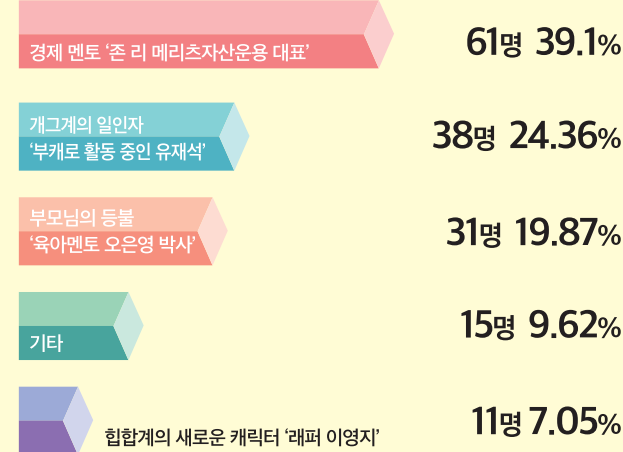 경제 멘토 ‘존 리 메리츠자산운용 대표’ 61명 39.1%
개그계의 일인자
‘부캐로 활동 중인 유재석’ 38명 24.36%
부모님의 등불
‘육아멘토 오은영 박사’ 31명 19.87%
기타 15명 9.62%
힙합계의 새로운 캐릭터 ‘래퍼 이영지’ 11명 7.05%